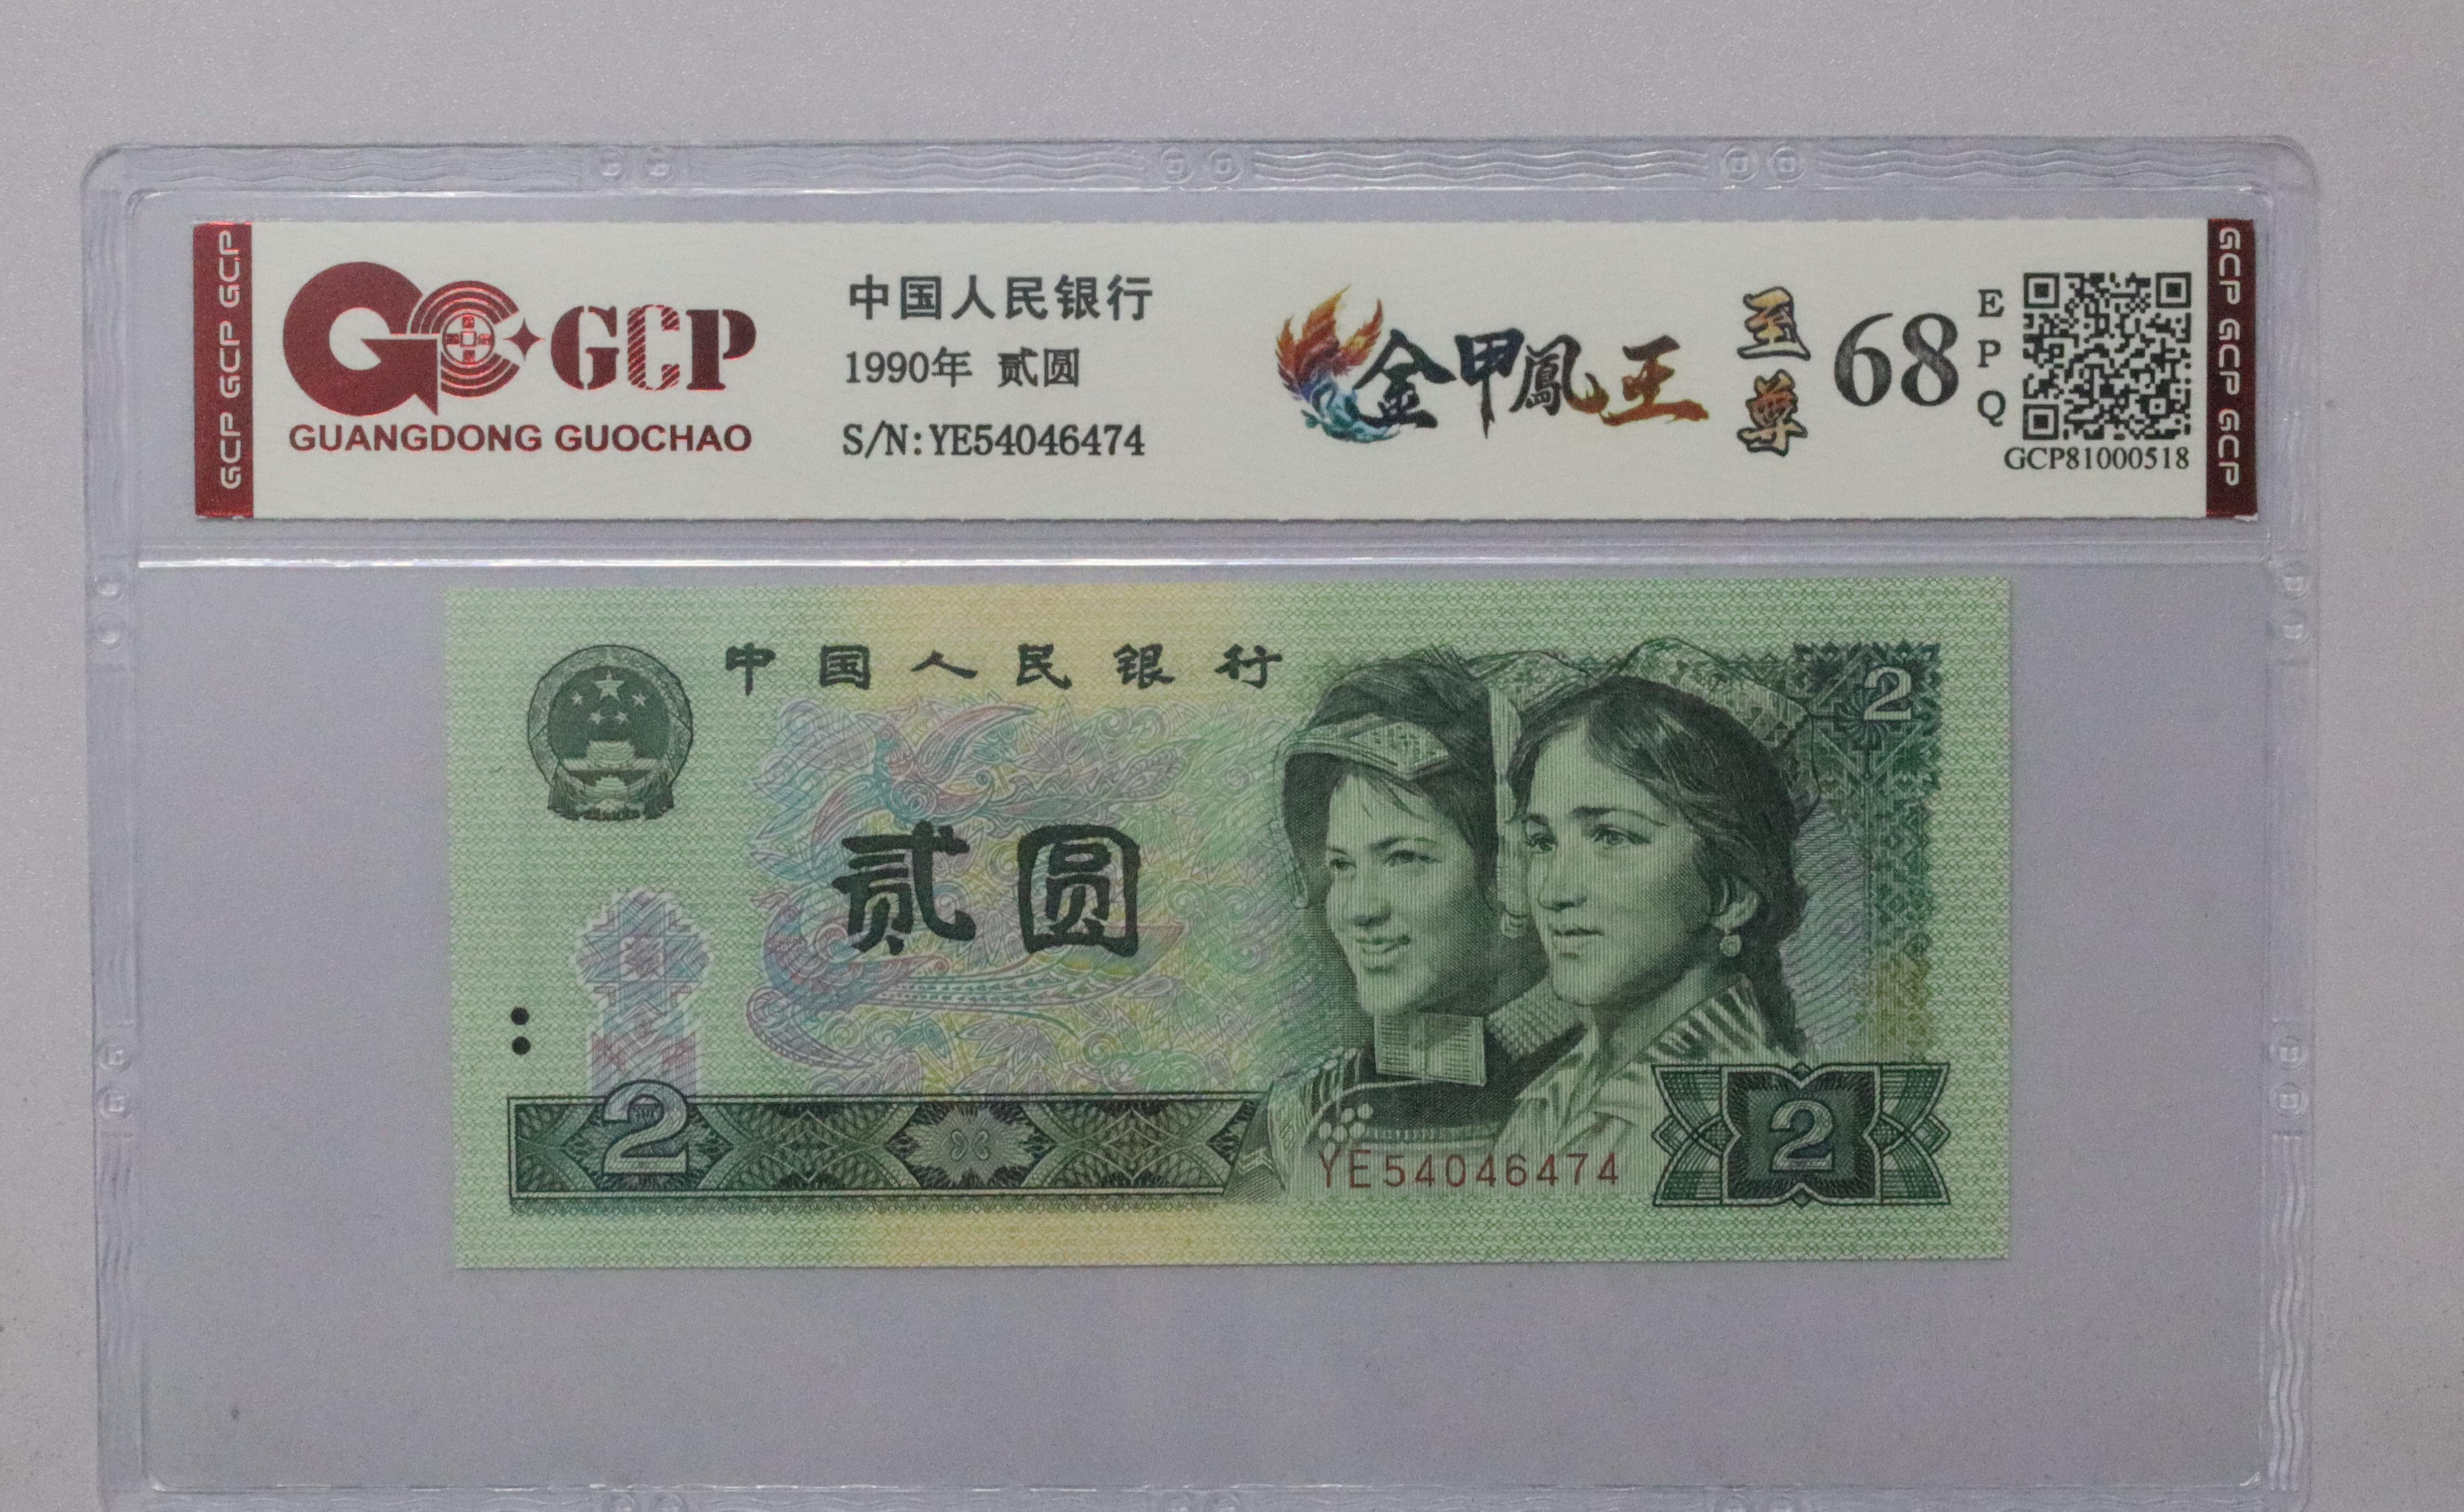 GCP GCP GCP
GCP
GUANGDONG GUOCHAO
中国人民银行
1990年 贰圆
S/N:YE54046474
金甲鳳王
至尊
68
EPQ
GCP81000518
GCP GCP GCP
中国人民银行
2
贰圆
2
YE54046474
2